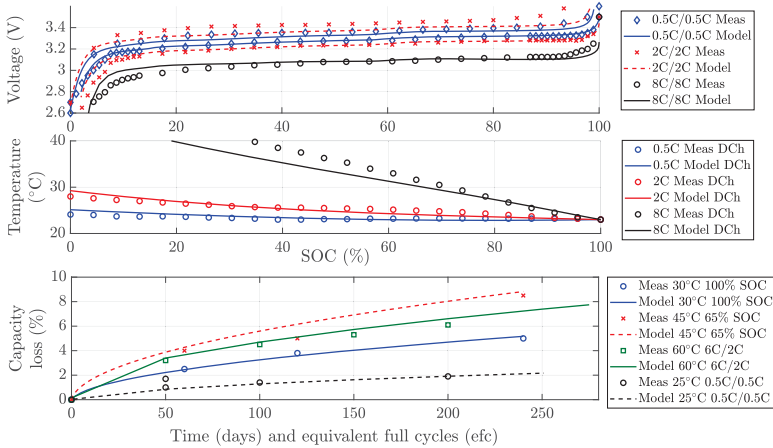 Voltage (V)
3.4
3.2
3
2.8
2.6
0
20
40
60
80
100
0.5C/0.5C Meas
0.5C/0.5C Model
2C/2C Meas
2C/2C Model
8C/8C Meas
8C/8C Model
Temperature
(°C)
40
30
20
0
20
40
60
80
100
SOC (%)
0.5C Meas DCh
0.5C Model DCh
2C Meas DCh
2C Model DCh
8C Meas DCh
8C Model DCh
Capacity
loss (%)
10
8
6
4
2
0
0
50
100
150
200
250
Time (days) and equivalent full cycles (efc)
Meas 30°C 100% SOC
Model 30°C 100% SOC
Meas 45°C 65% SOC
Model 45°C 65% SOC
Meas 60°C 6C/2C
Model 60°C 6C/2C
Meas 25°C 0.5C/0.5C
Model 25°C 0.5C/0.5C